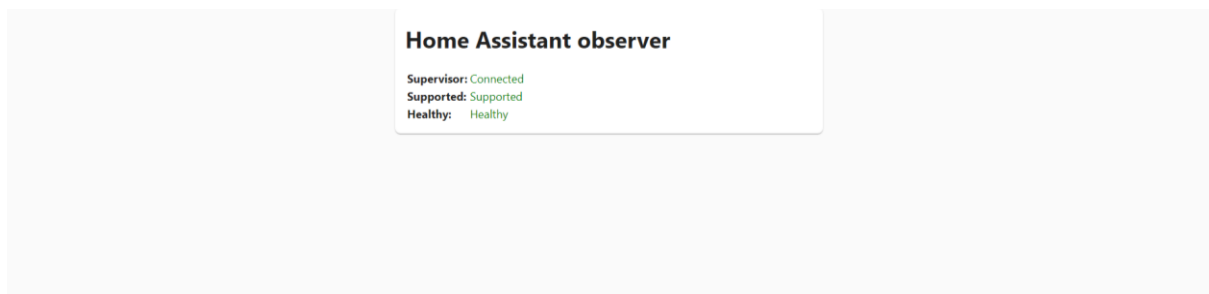 Home Assistant observer
Supervisor: Connected
Supported: Supported
Healthy: Healthy